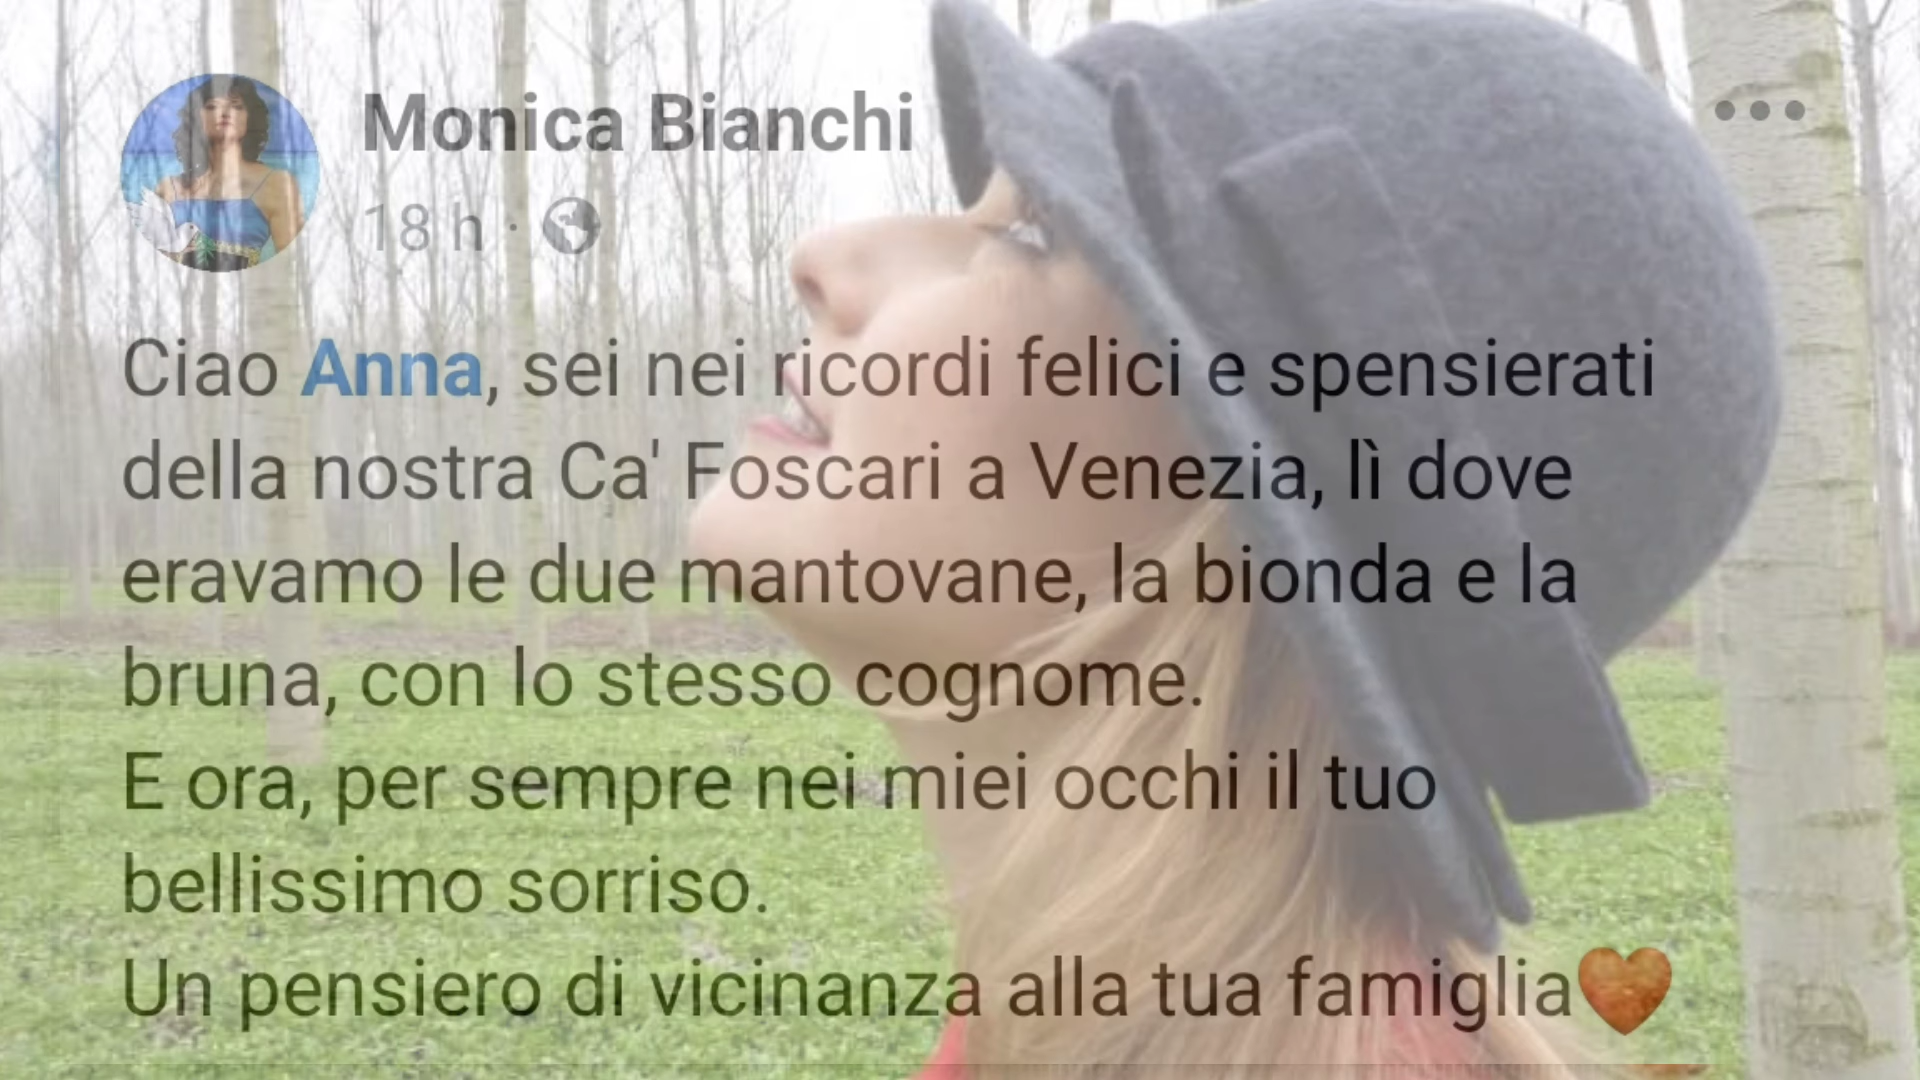 Monica Bianchi
18 h ·
Ciao Anna, sei nei ricordi felici e spensierati
della nostra Ca' Foscari a Venezia, lì dove
eravamo le due mantovane, la bionda e la
bruna, con lo stesso cognome.
E ora, per sempre nei miei occhi il tuo
bellissimo sorriso.
Un pensiero di vicinanza alla tua famiglia🧡